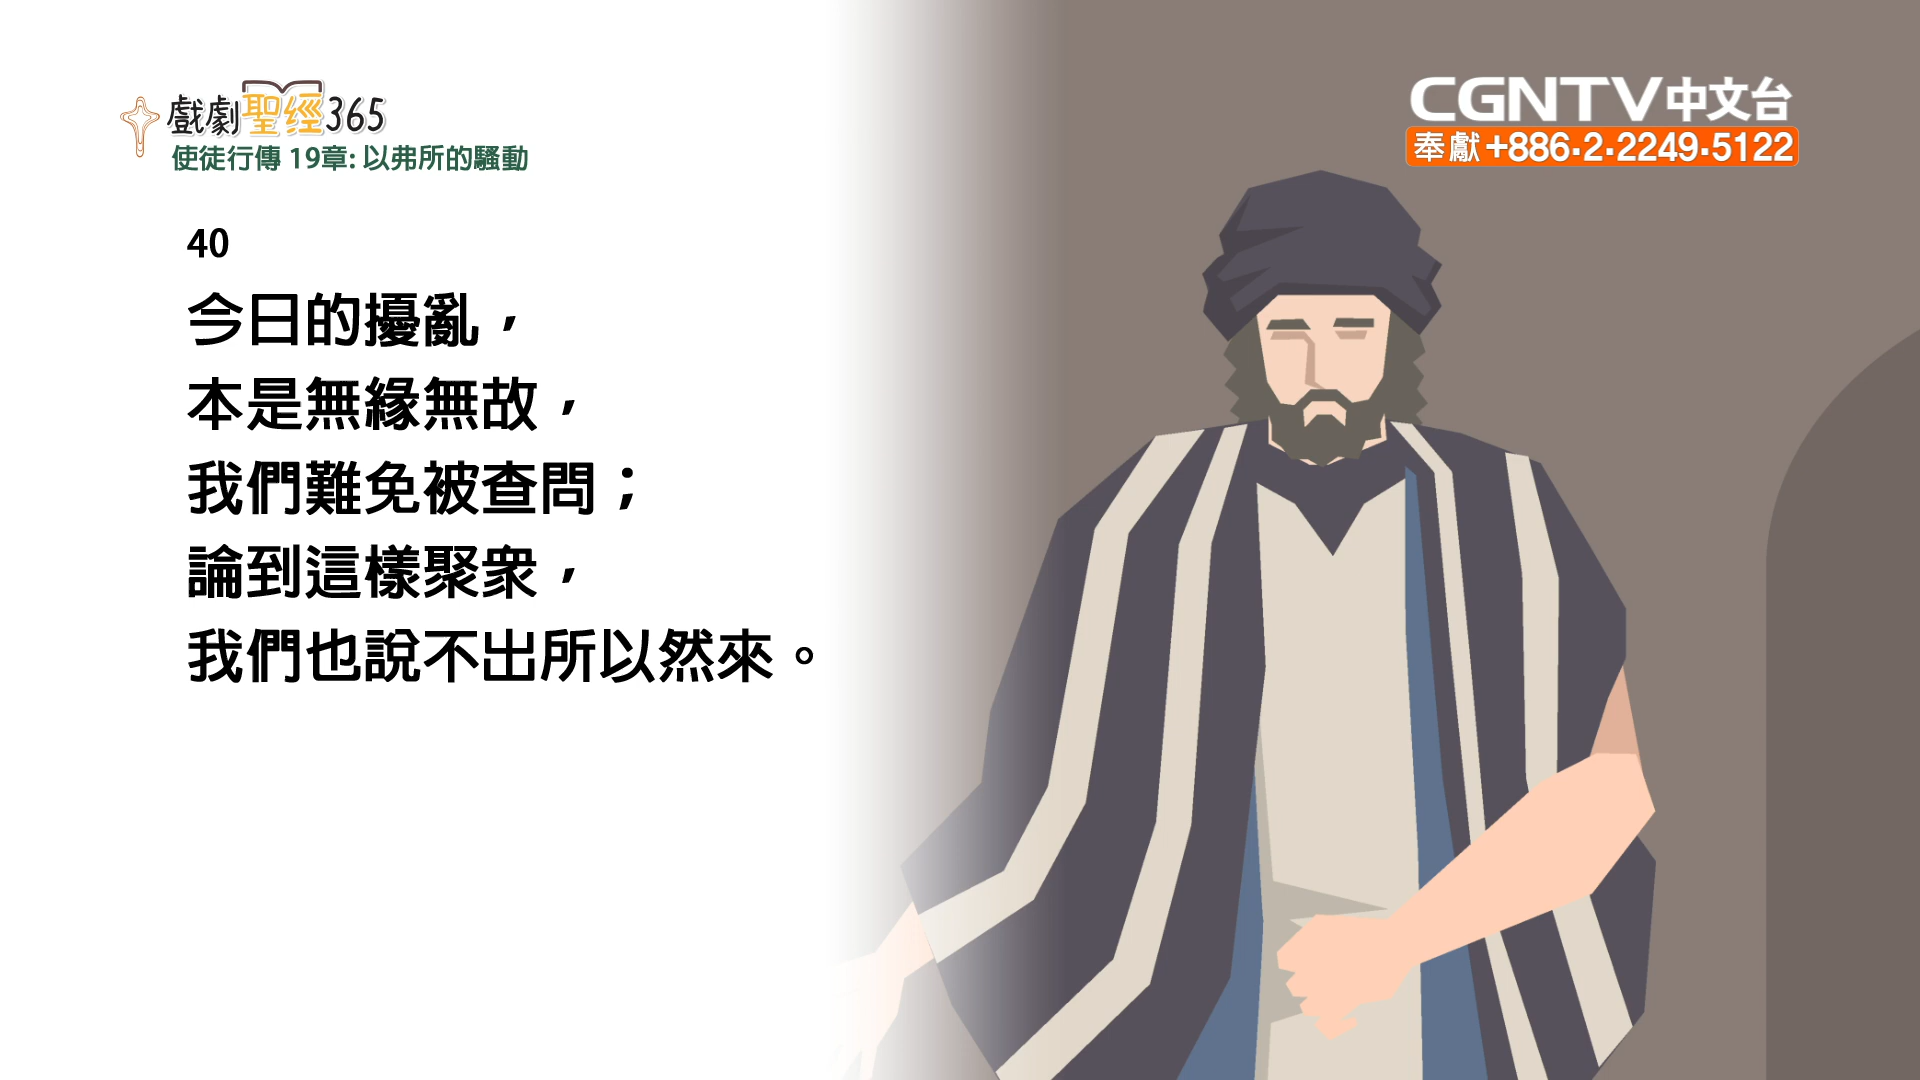 戲劇聖經365
使徒行傳 19章: 以弗所的騷動
CGNTV中文台
奉獻 +886·2·2249·5122
40
今日的擾亂，
本是無緣無故，
我們難免被查問；
論到這樣聚衆，
我們也說不出所以然來。